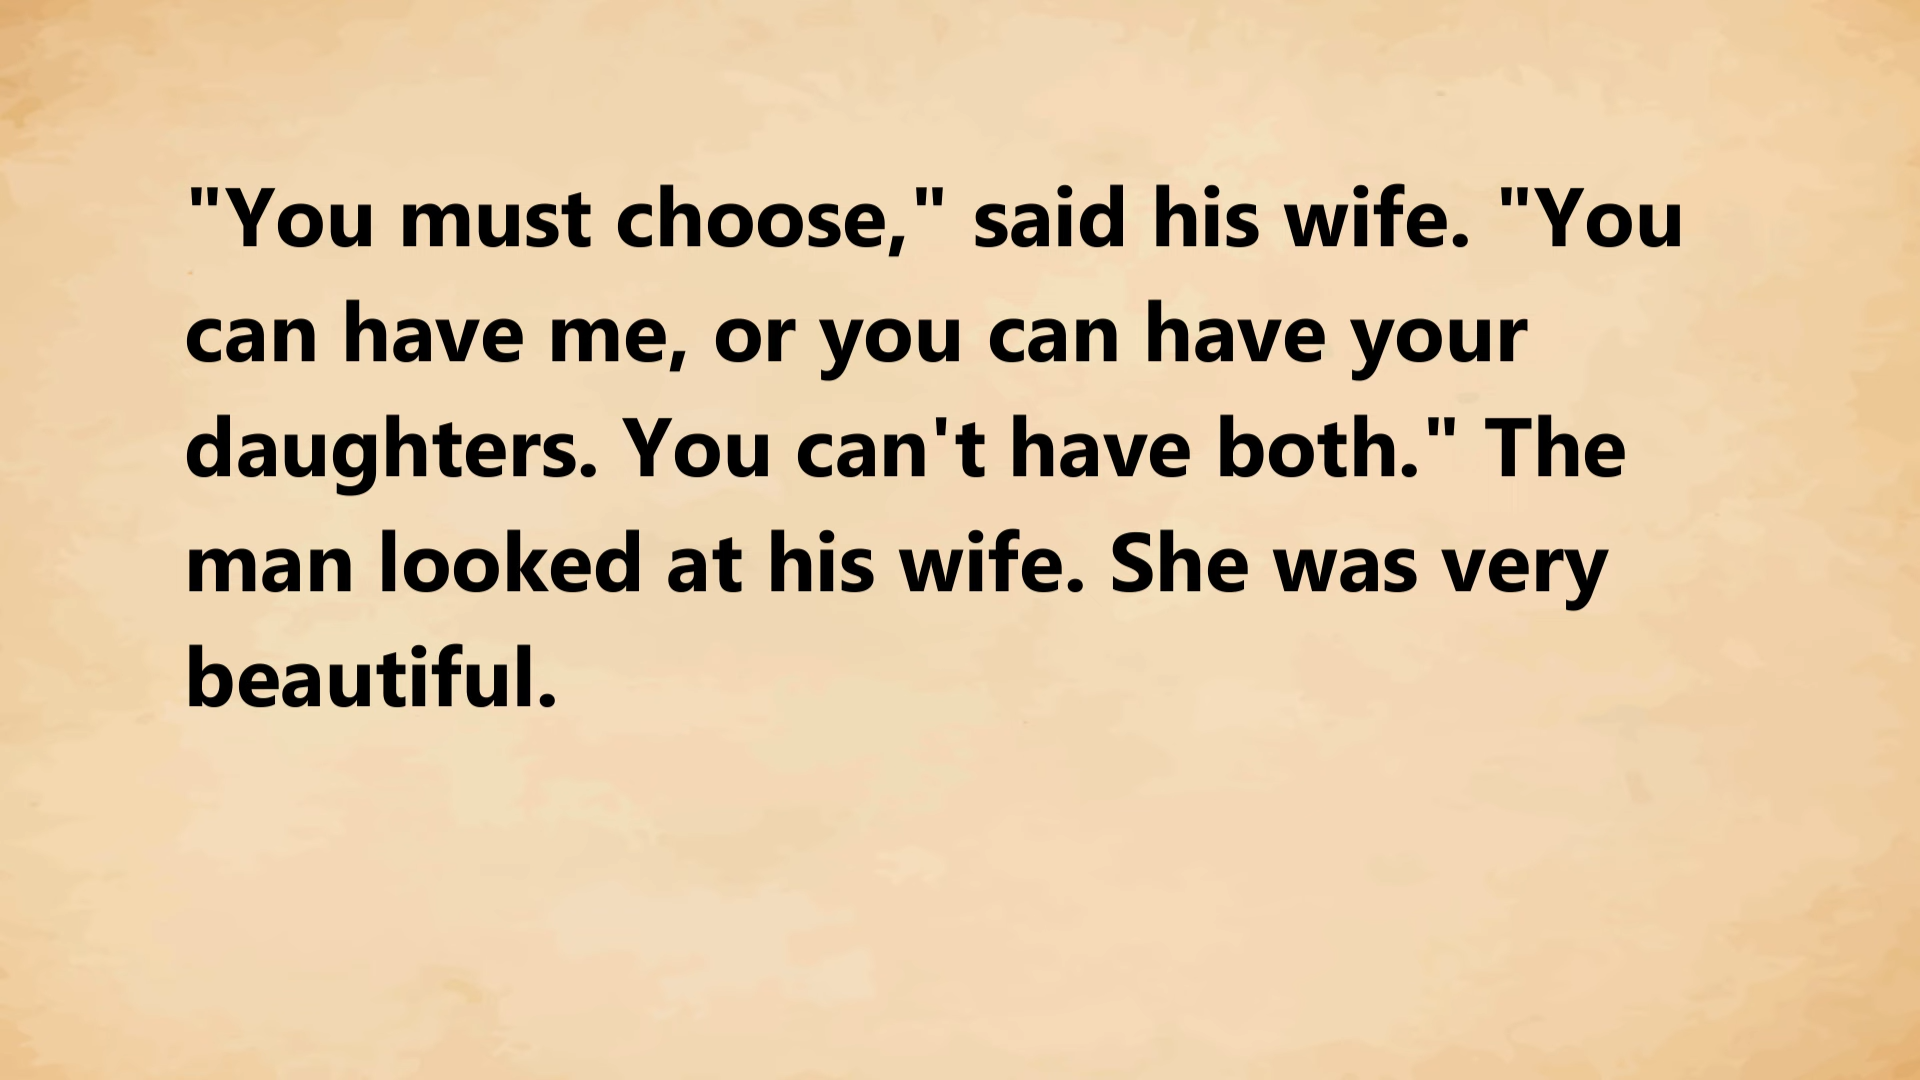 "You must choose," said his wife. "You
can have me, or you can have your
daughters. You can't have both." The
man looked at his wife. She was very
beautiful.